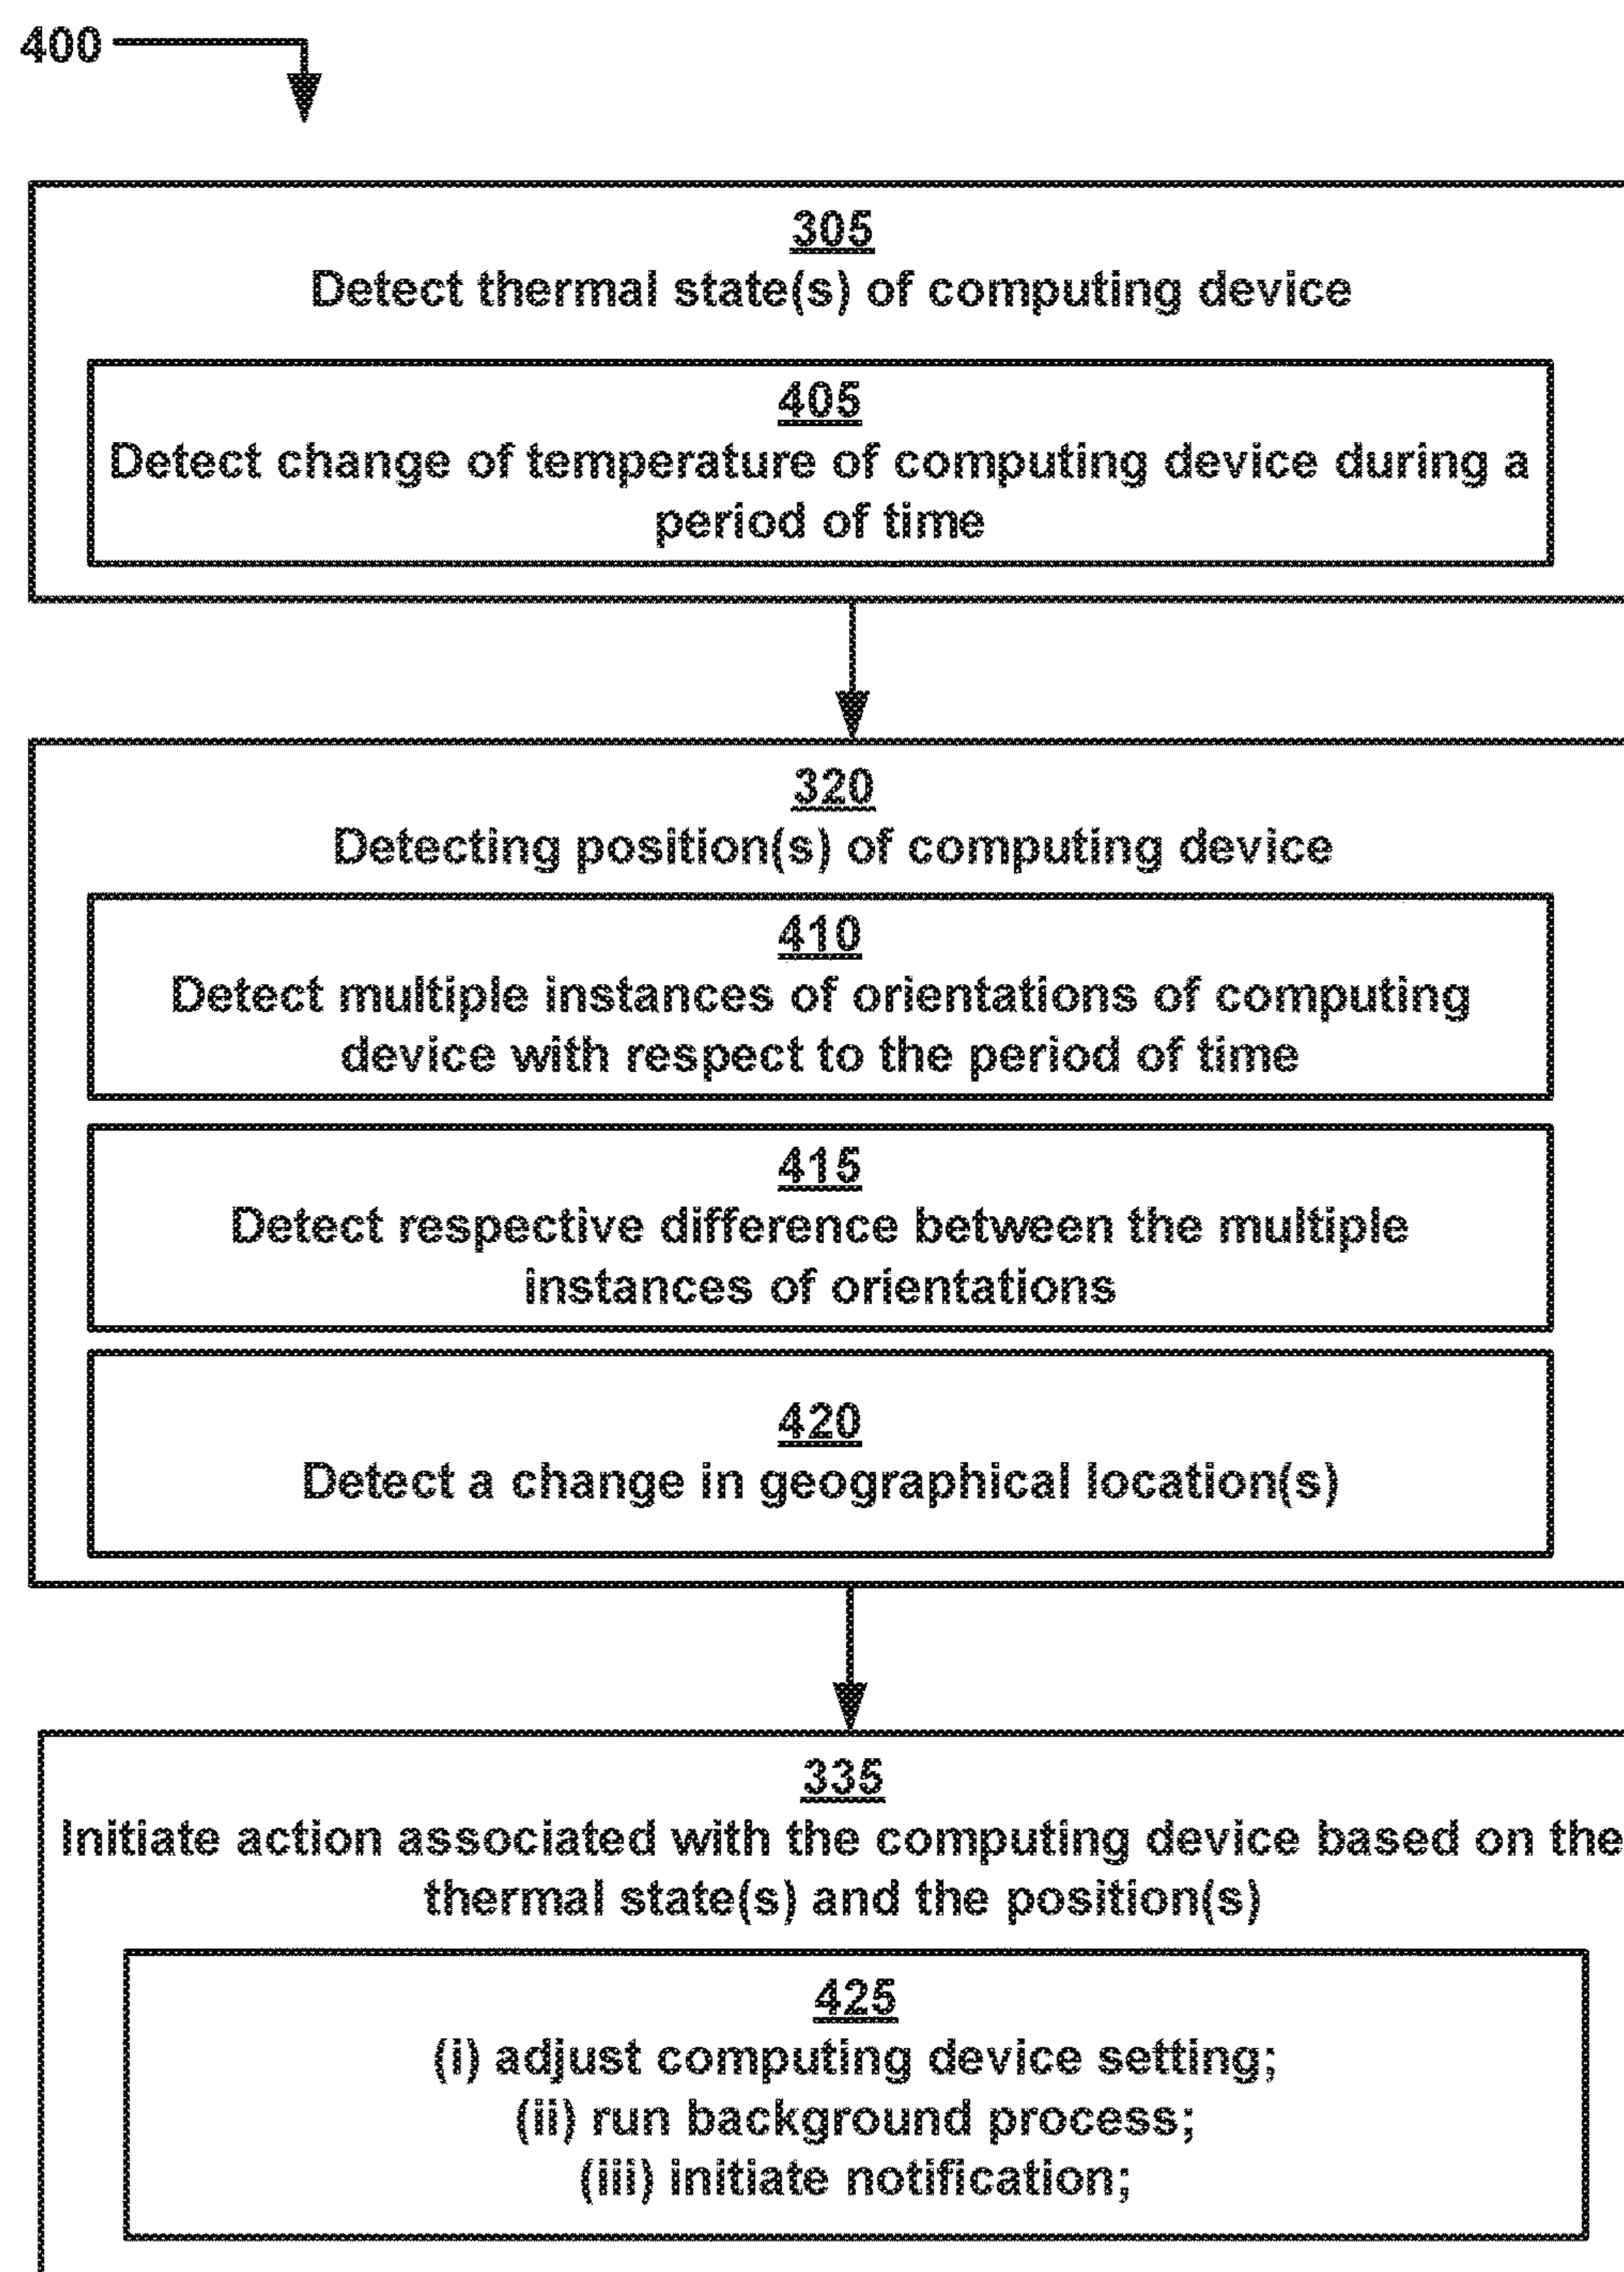 400
305
Detect thermal state(s) of computing device
405
Detect change of temperature of computing device during a
period of time
320
Detecting position(s) of computing device
410
Detect multiple instances of orientations of computing
device with respect to the period of time
415
Detect respective difference between the multiple
instances of orientations
420
Detect a change in geographical location(s)
335
Initiate action associated with the computing device based on the
thermal state(s) and the position(s)
425
(i) adjust computing device setting;
(ii) run background process;
(iii) initiate notification;